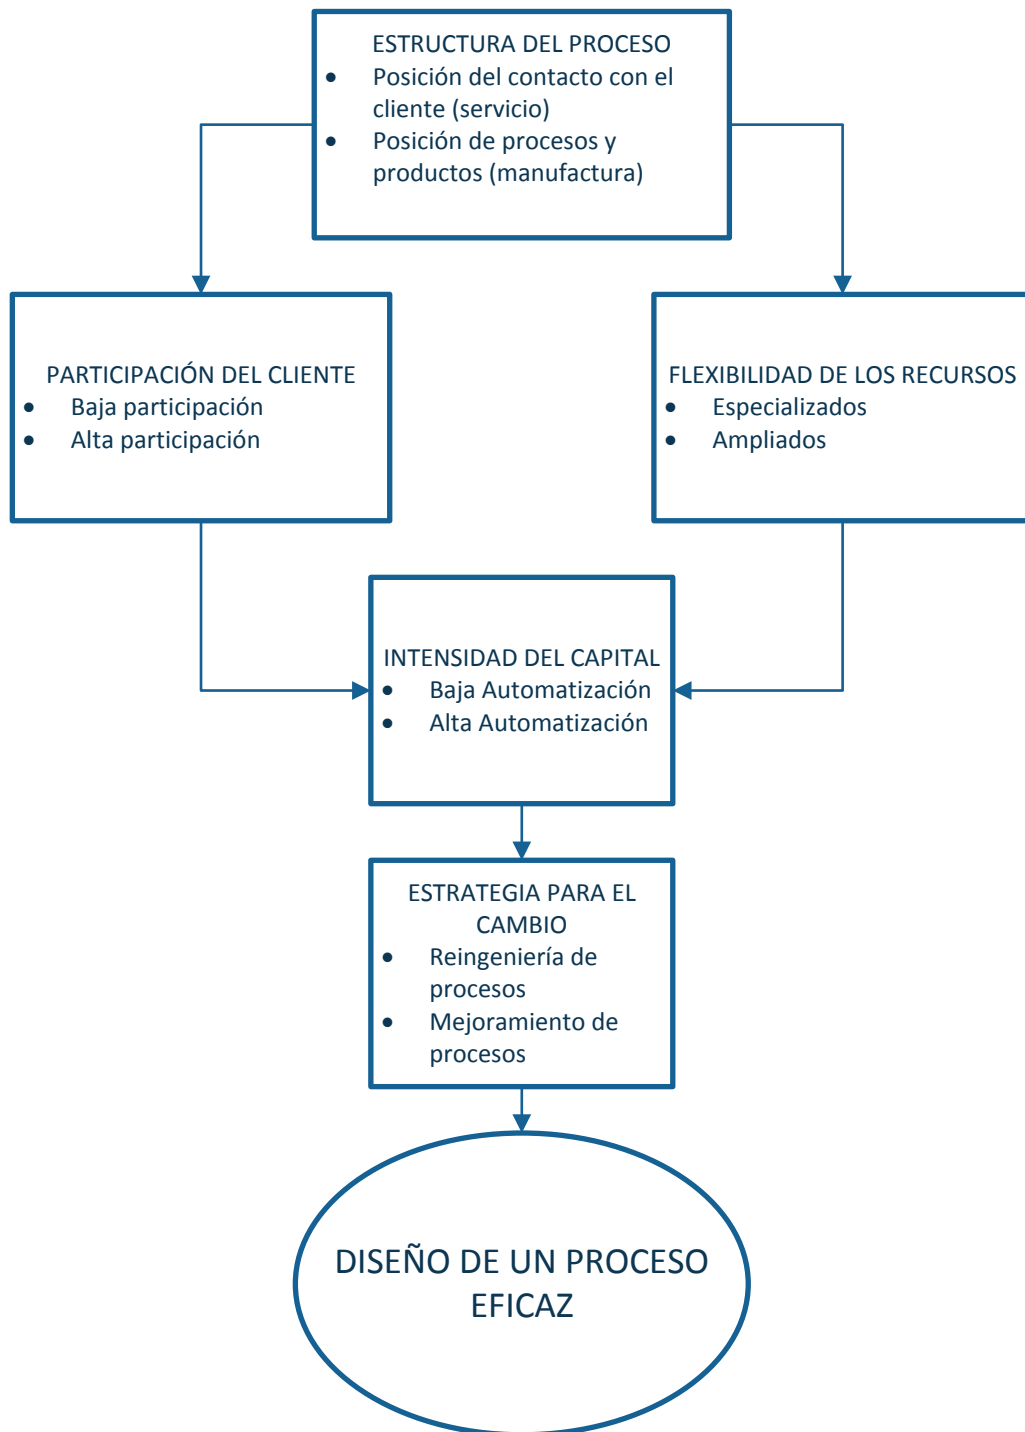 ESTRUCTURA DEL PROCESO
• Posición del contacto con el
cliente (servicio)
• Posición de procesos y
productos (manufactura)
PARTICIPACIÓN DEL CLIENTE
• Baja participación
• Alta participación
FLEXIBILIDAD DE LOS RECURSOS
• Especializados
• Ampliados
INTENSIDAD DEL CAPITAL
• Baja Automatización
• Alta Automatización
ESTRATEGIA PARA EL
CAMBIO
• Reingeniería de
procesos
• Mejoramiento de
procesos
DISEÑO DE UN PROCESO
EFICAZ